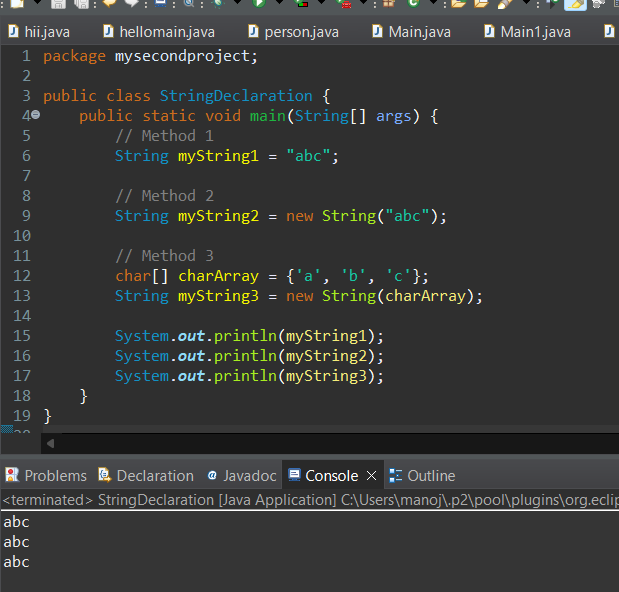 hii.java hellomain.java person.java Main.java Main1.java
1 package mysecondproject;
2
3 public class StringDeclaration {
4 public static void main(String[] args) {
5 // Method 1
6 String myString1 = "abc";
7
8 // Method 2
9 String myString2 = new String("abc");
10
11 // Method 3
12 char[] charArray = {'a', 'b', 'c'};
13 String myString3 = new String(charArray);
14
15 System.out.println(myString1);
16 System.out.println(myString2);
17 System.out.println(myString3);
18 }
19 }
Problems Declaration @ Javadoc Console Outline
<terminated> StringDeclaration [Java Application] C:\Users\manoj\.p2\pool\plugins\org.eclip
abc
abc
abc